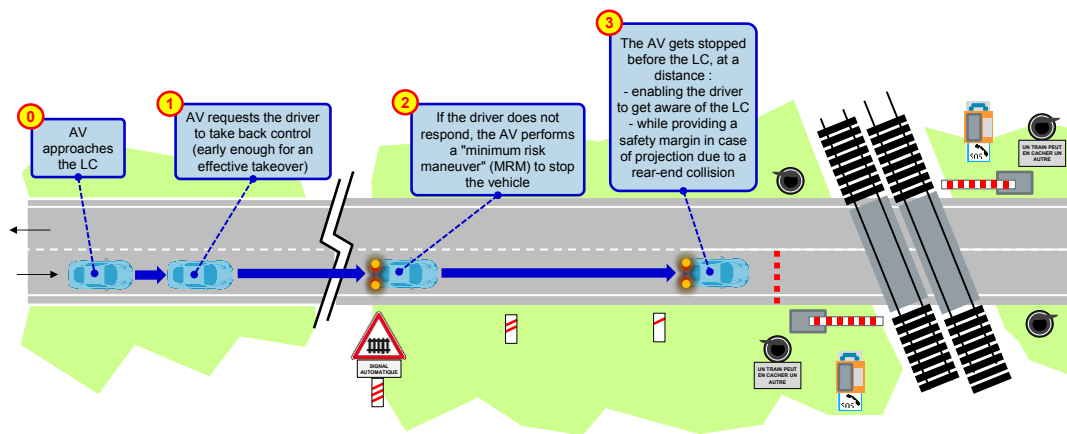 0
AV
approaches
the LC
1
AV requests the driver
to take back control
(early enough for an
effective takeover)
2
If the driver does not
respond, the AV performs
a "minimum risk
maneuver" (MRM) to stop
the vehicle
3
The AV gets stopped
before the LC, at a
distance :
- enabling the driver
to get aware of the LC
- while providing a
safety margin in case
of projection due to a
rear-end collision
SOS
UN TRAIN PEUT
EN CACHER UN
AUTRE
SIGNAL
AUTOMATIQUE
UN TRAIN PEUT
EN CACHER UN
AUTRE
SOS